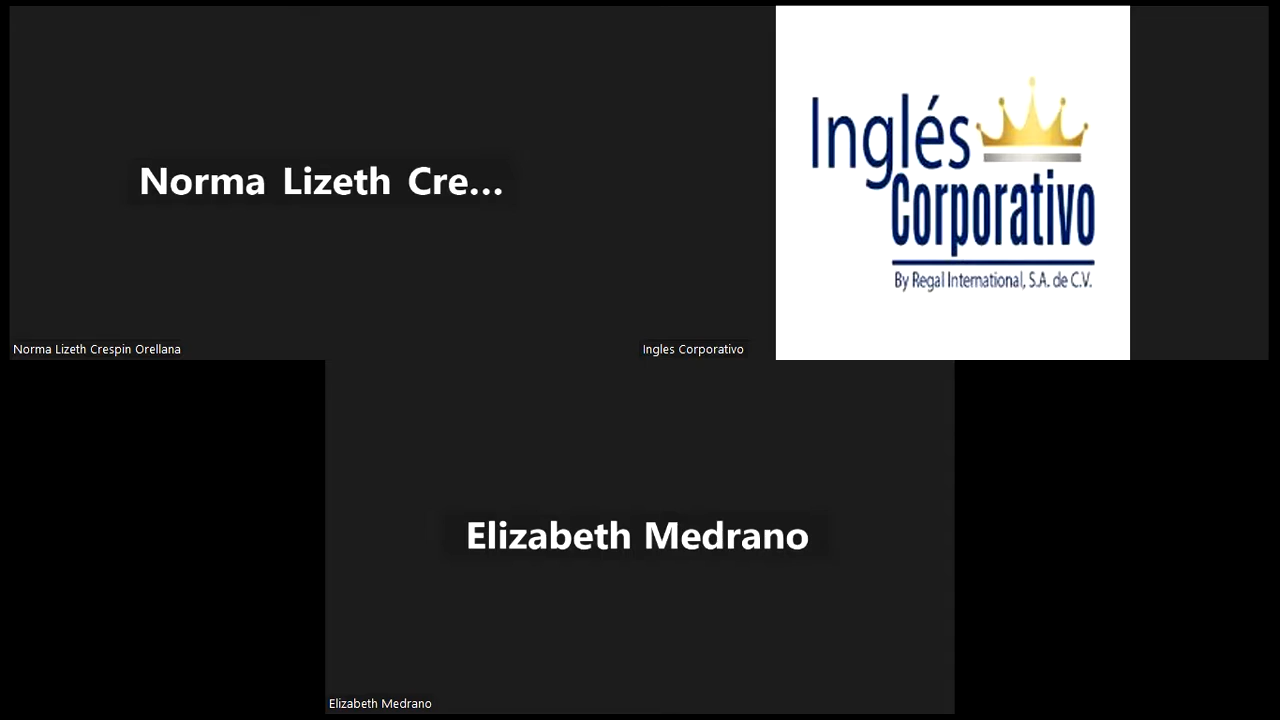 Norma Lizeth Cre...
Norma Lizeth Crespin Orellana
Inglés
Corporativo
By Regal International, S.A. de C.V.
Ingles Corporativo
Elizabeth Medrano
Elizabeth Medrano